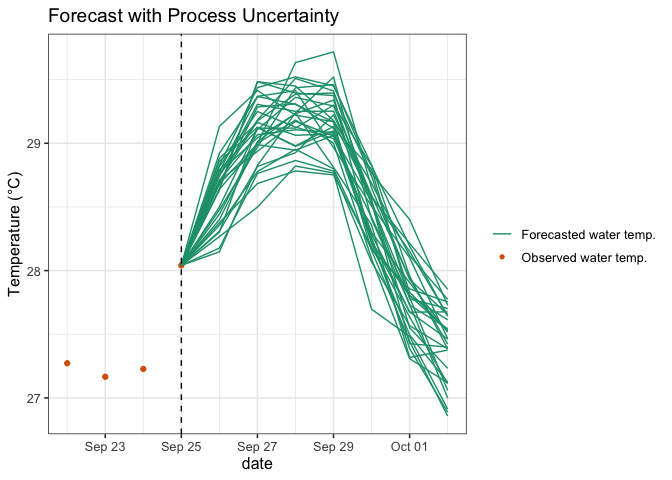 Forecast with Process Uncertainty
Temperature (°C)
29
28
27
Sep 23
Sep 25
Sep 27
Sep 29
Oct 01
date
Forecasted water temp.
Observed water temp.